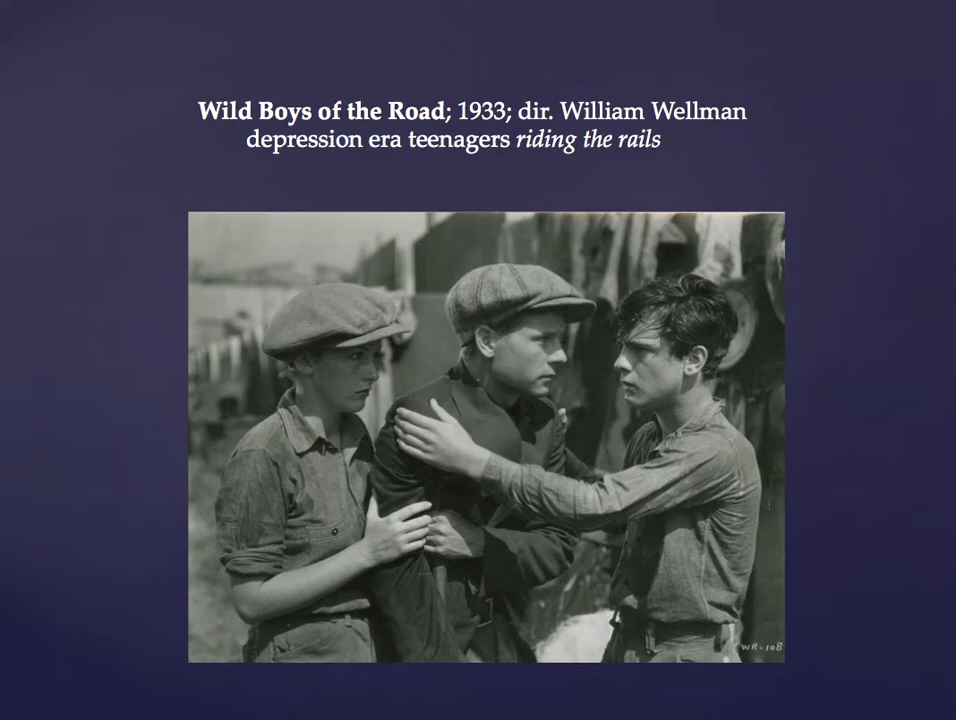 Wild Boys of the Road; 1933; dir. William Wellman
depression era teenagers riding the rails
WR-108